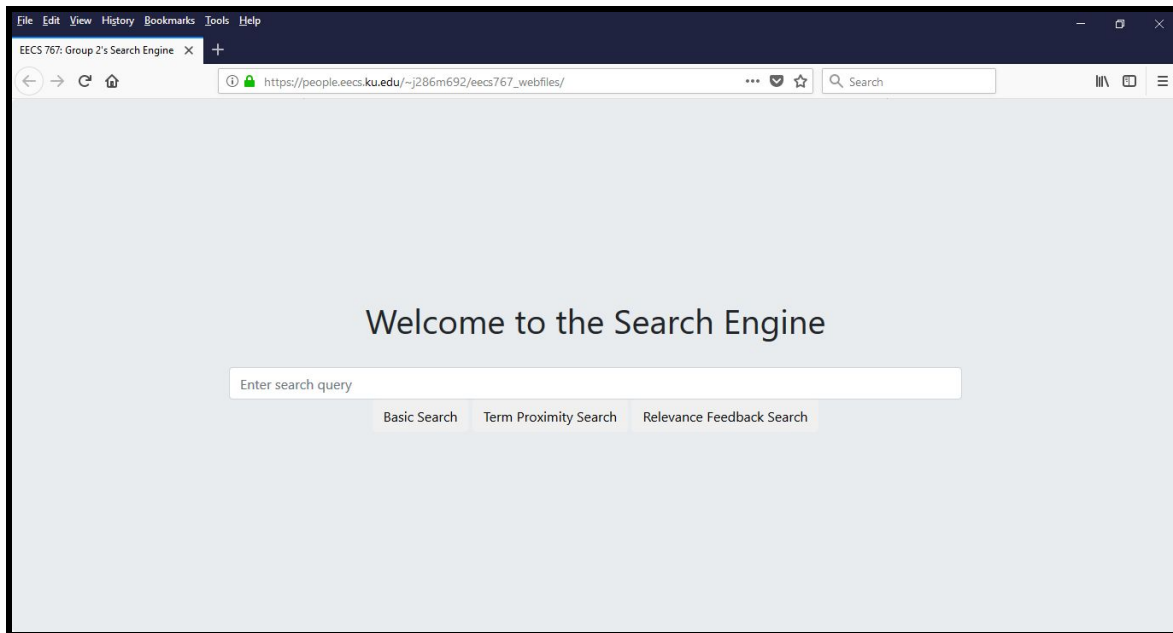 File Edit View History Bookmarks Tools Help
EECS 767: Group 2's Search Engine
https://people.eecs.ku.edu/~j286m692/eecs767_webfiles/ Search
Welcome to the Search Engine
Enter search query
Basic Search Term Proximity Search Relevance Feedback Search